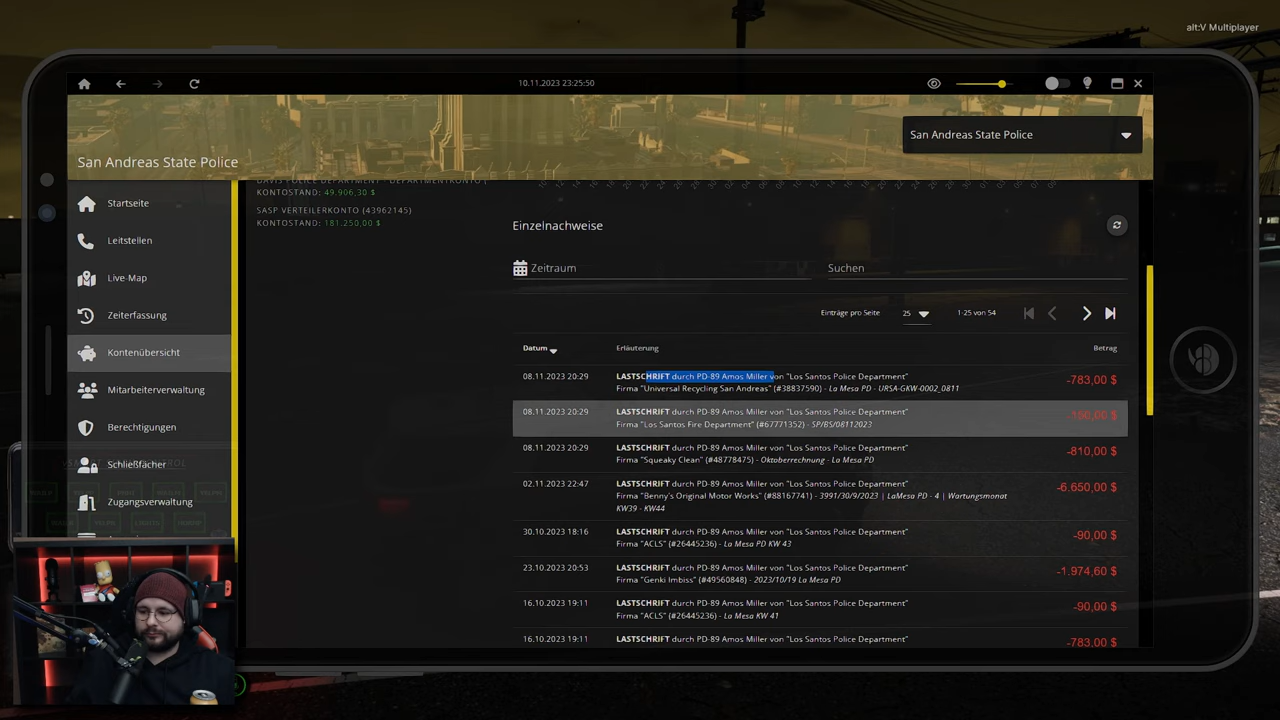 alt:V Multiplayer
10.11.2023 23:25:50
San Andreas State Police
San Andreas State Police
Startseite
Leitstellen
Live-Map
Zeiterfassung
Kontenübersicht
Mitarbeiterverwaltung
Berechtigungen
Schließfächer
Zugangsverwaltung
KONTOSTAND: 49.906,30 $
SASP VERTEILERKONTO (43962145)
KONTOSTAND: 181.250,00 $
Einzelnachweise
Zeitraum
Suchen
Einträge pro Seite 25 1-25 von 54
Datum Erläuterung Betrag
08.11.2023 20:29 LASTSCHRIFT durch PD-89 Amos Miller von "Los Santos Police Department" -783,00 $
Firma "Universal Recycling San Andreas" (#38837590) - La Mesa PD - URSA-GKW-0002_0811
08.11.2023 20:29 LASTSCHRIFT durch PD-89 Amos Miller von "Los Santos Police Department"
Firma "Los Santos Fire Department" (#67771352) - SP/BS/08112023
08.11.2023 20:29 LASTSCHRIFT durch PD-89 Amos Miller von "Los Santos Police Department" -810,00 $
Firma "Squeaky Clean" (#48778475) - Oktoberrechnung - La Mesa PD
02.11.2023 22:47 LASTSCHRIFT durch PD-89 Amos Miller von "Los Santos Police Department" -6.650,00 $
Firma "Benny's Original Motor Works" (#88167741) - 3991/30/9/2023 | LaMesa PD - 4 | Wartungsmonat
KW39 - KW44
30.10.2023 18:16 LASTSCHRIFT durch PD-89 Amos Miller von "Los Santos Police Department" -90,00 $
Firma "ACLS" (#26445236) - La Mesa PD KW 43
23.10.2023 20:53 LASTSCHRIFT durch PD-89 Amos Miller von "Los Santos Police Department" -1.974,60 $
Firma "Genki Imbiss" (#49560848) - 2023/10/19 La Mesa PD
16.10.2023 19:11 LASTSCHRIFT durch PD-89 Amos Miller von "Los Santos Police Department" -90,00 $
Firma "ACLS" (#26445236) - La Mesa KW 41
16.10.2023 19:11 LASTSCHRIFT durch PD-89 Amos Miller von "Los Santos Police Department" -783,00 $